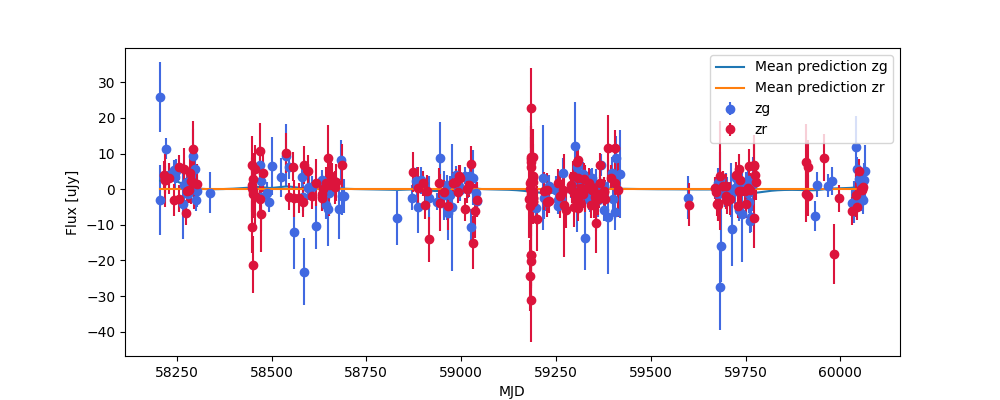 Mean prediction zg
Mean prediction zr
zg
zr
Flux [uJy]
30
20
10
0
−10
−20
−30
−40
58250 58500 58750 59000 59250 59500 59750 60000
MJD